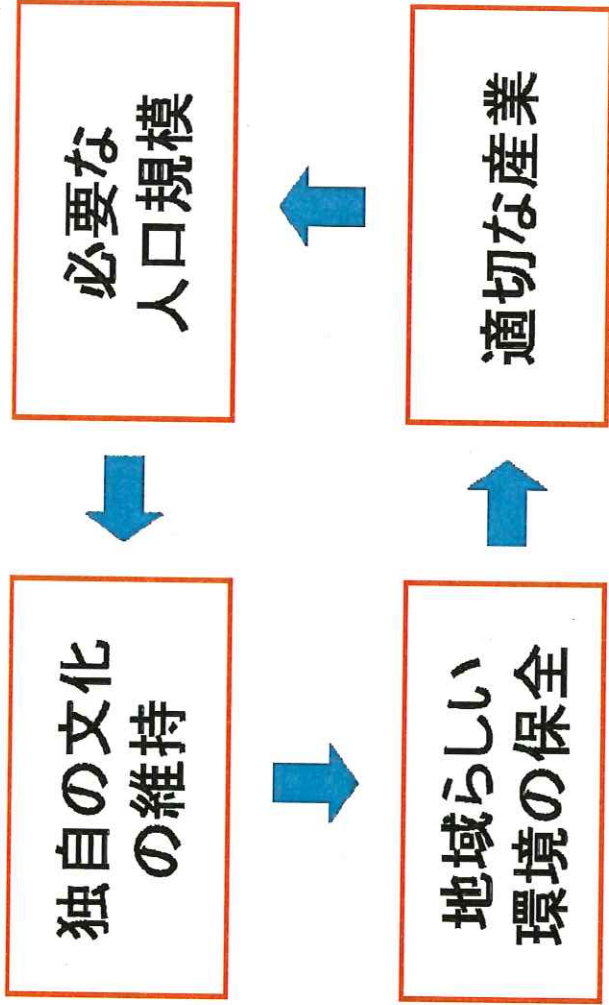 独自の文化
の維持
必要な
人口規模
地域らしい
環境の保全
適切な産業